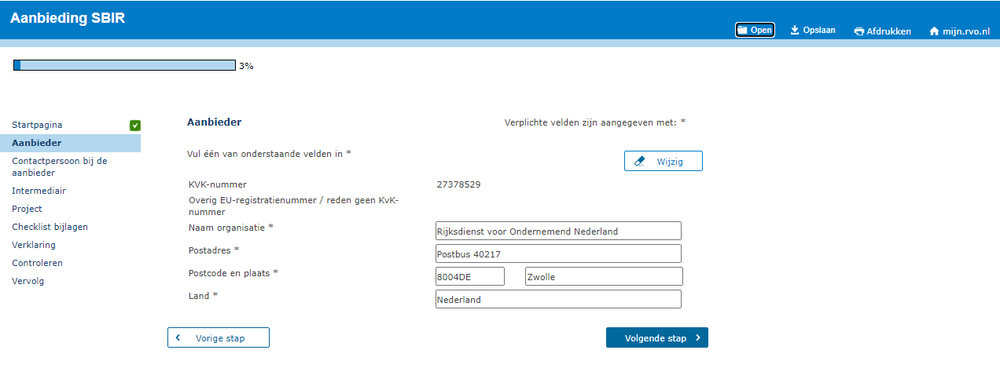 Aanbieding SBIR
Open Opslaan Afdrukken mijn.rvo.nl
3%
Startpagina
Aanbieder
Contactpersoon bij de
aanbieder
Intermediair
Project
Checklist bijlagen
Verklaring
Controleren
Vervolg
Aanbieder
Verplichte velden zijn aangegeven met: *
Vul één van onderstaande velden in *
Wijzig
KVK-nummer 27378529
Overig EU-registratienummer / reden geen KvK-
nummer
Naam organisatie * Rijksdienst voor Ondernemend Nederland
Postadres * Postbus 40217
Postcode en plaats * 8004DE Zwolle
Land * Nederland
Vorige stap
Volgende stap